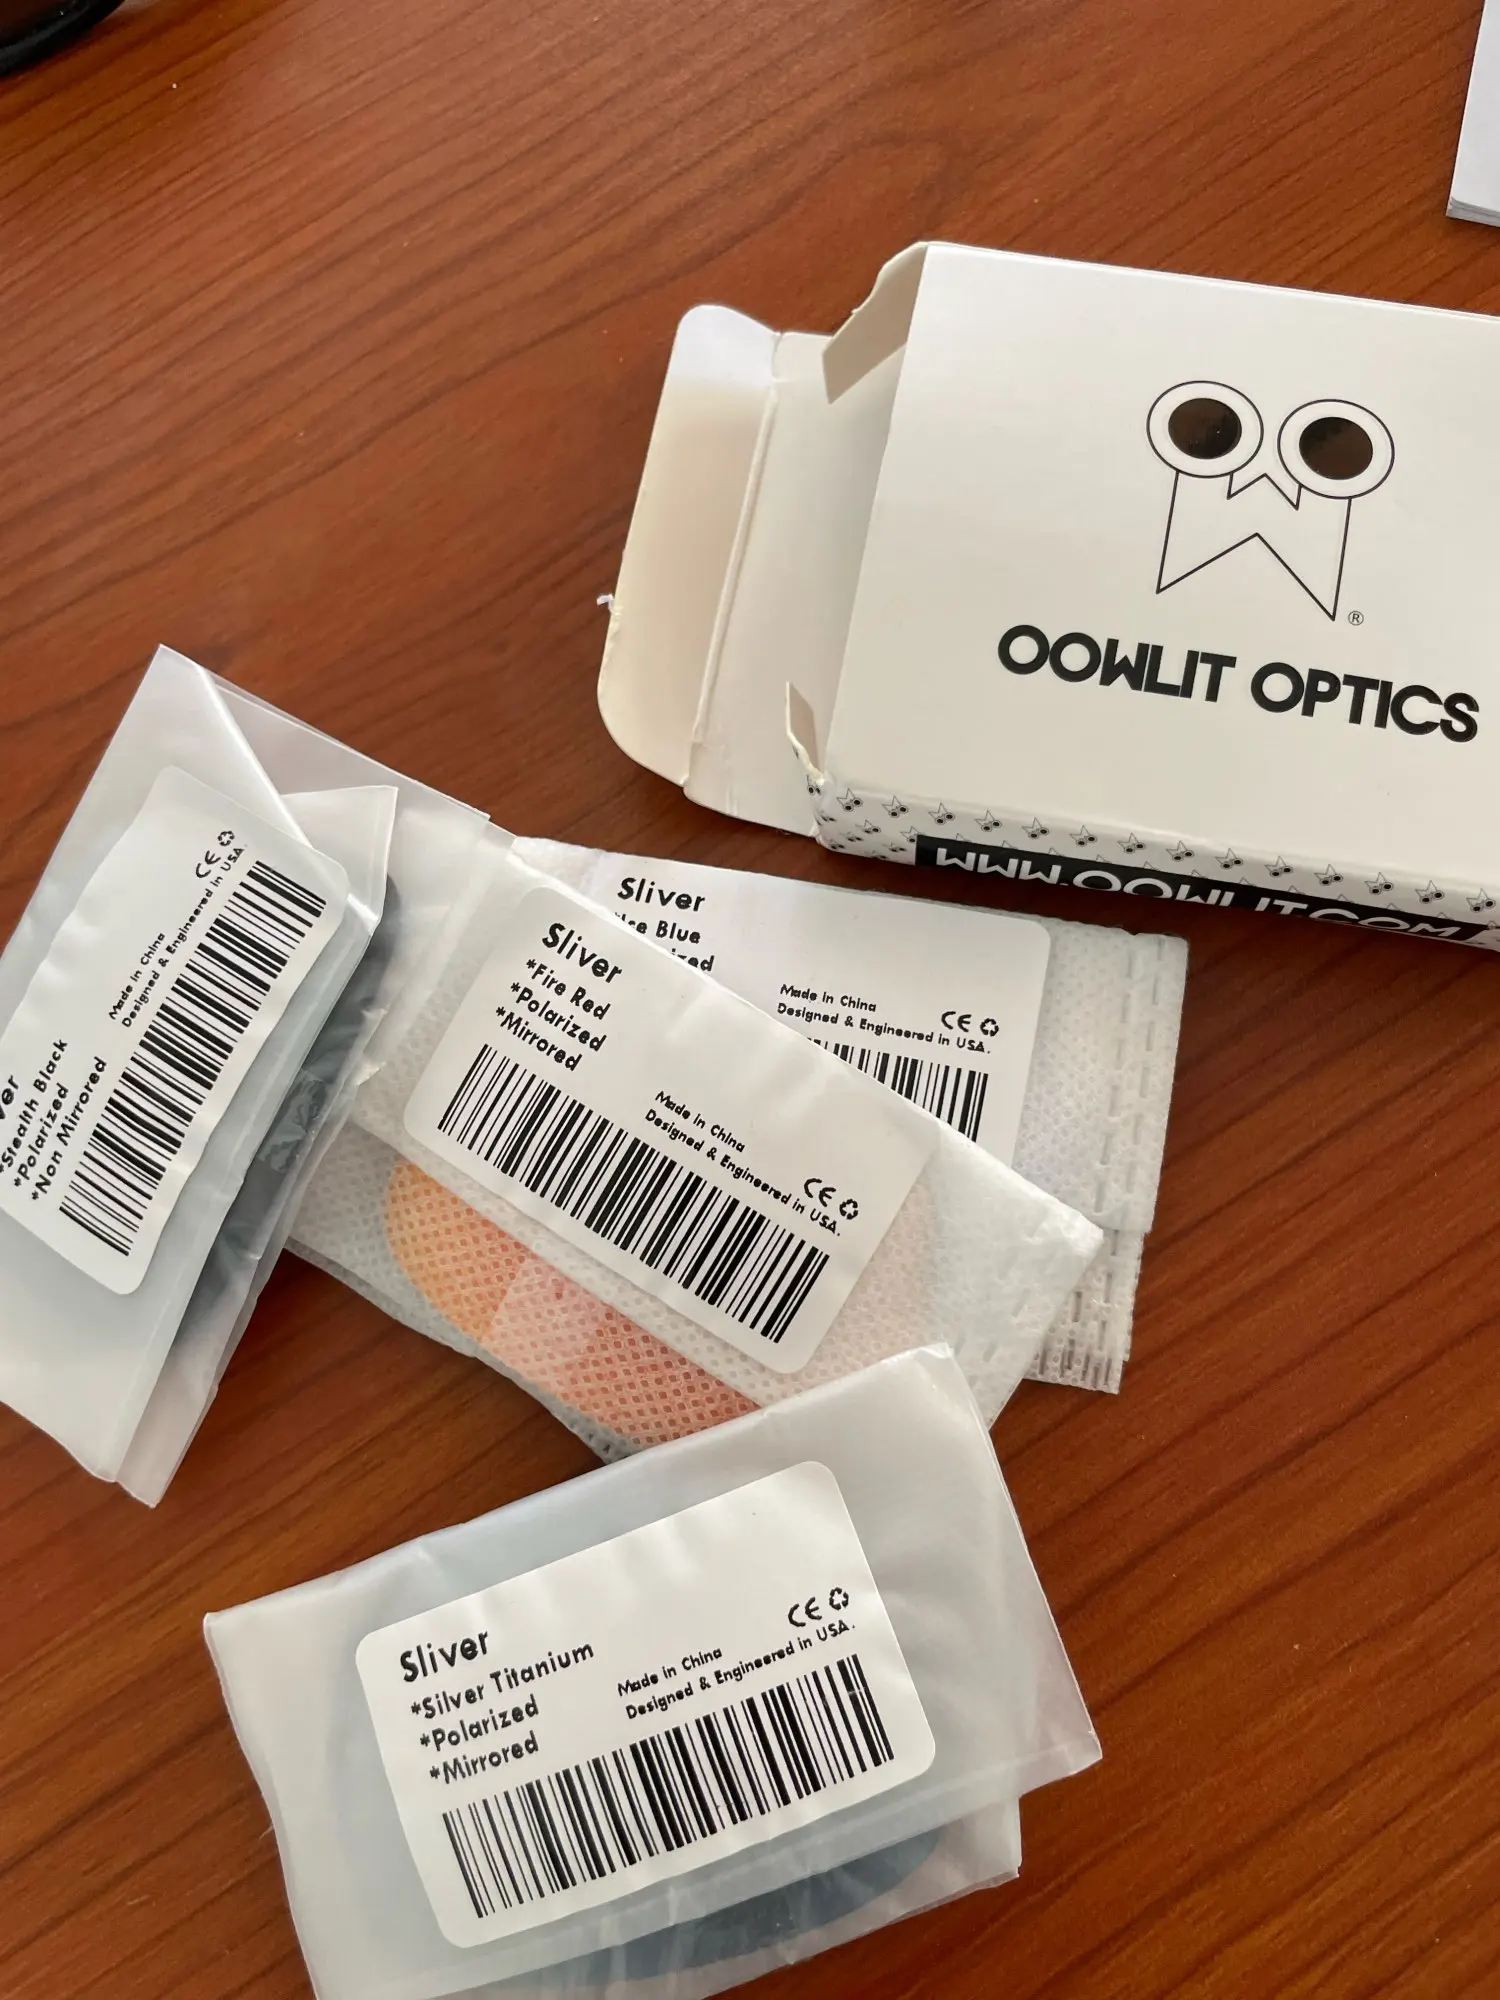 ®
OOWLIT OPTICS
WWW.OOWLIT.COM
Sliver
Ice Blue
Made in China
Designed & Engineered in USA.
CE
Sliver
*Fire Red
*Polarized
*Mirrored
Made in China
Designed & Engineered in USA.
CE
*Stealth Black
*Polarized
*Non Mirrored
Made in China
Designed & Engineered in USA.
CE
Sliver
*Silver Titanium
*Polarized
*Mirrored
Made in China
Designed & Engineered in USA.
CE